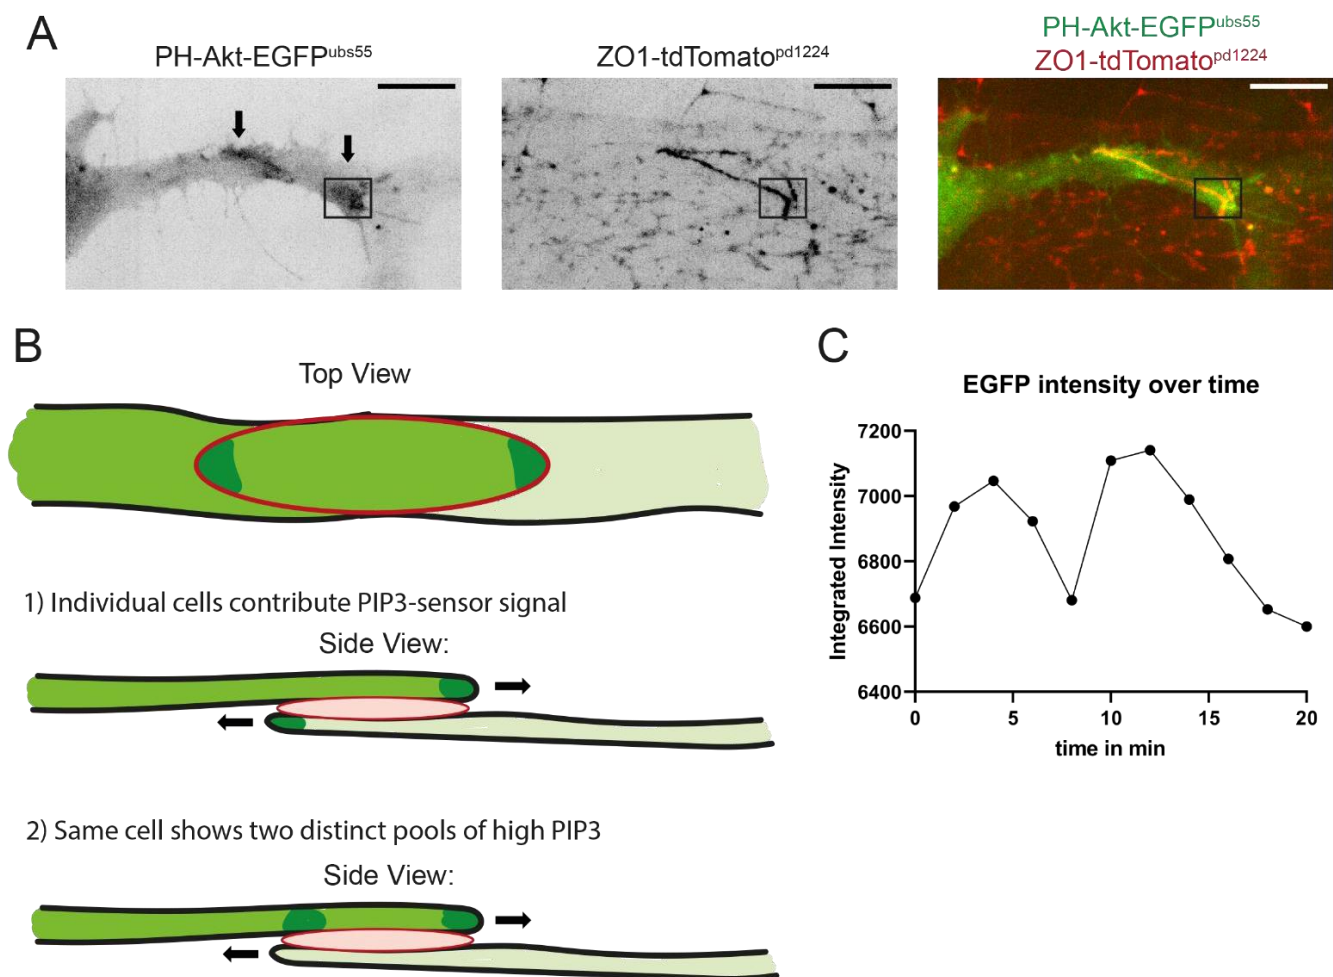 A
PH-Akt-EGFPubs55
ZO1-tdTomatopd1224
PH-Akt-EGFPubs55
ZO1-tdTomatopd1224
B
Top View
1) Individual cells contribute PIP3-sensor signal
Side View:
2) Same cell shows two distinct pools of high PIP3
Side View:
C
EGFP intensity over time
Integrated Intensity
7200
7000
6800
6600
6400
0 5 10 15 20
time in min